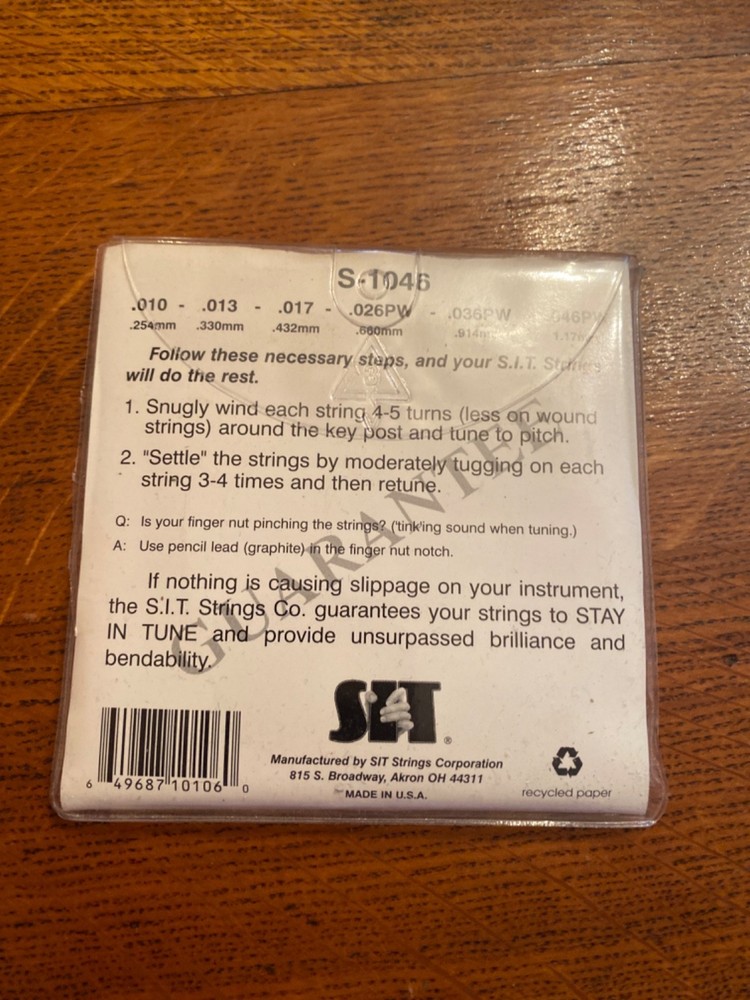 S-1046
.010 - .013 - .017 - .026PW - .036PW .046PW
.254mm .330mm .432mm .660mm .914mm
Follow these necessary steps, and your S.I.T. Strings
will do the rest.
1. Snugly wind each string 4-5 turns (less on wound
strings) around the key post and tune to pitch.
2. "Settle" the strings by moderately tugging on each
string 3-4 times and then retune.
Q: Is your finger nut pinching the strings? ('tink'ing sound when tuning.)
A: Use pencil lead (graphite) in the finger nut notch.
If nothing is causing slippage on your instrument,
the S.I.T. Strings Co. guarantees your strings to STAY
IN TUNE and provide unsurpassed brilliance and
bendability.
GUARANTEE
SIT ®
Manufactured by SIT Strings Corporation
815 S. Broadway, Akron OH 44311
MADE IN U.S.A.
6 49687 10106 0
recycled paper